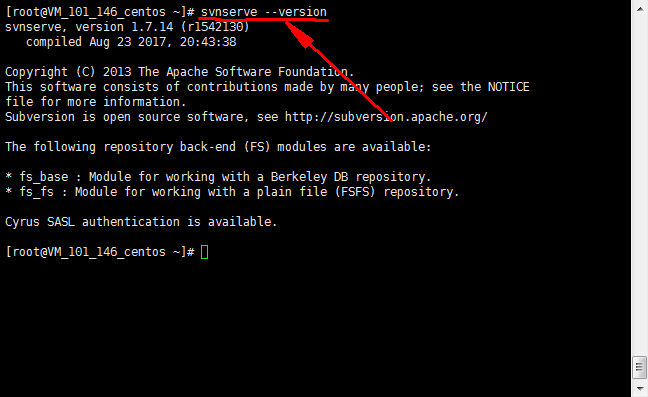 [root@VM_101_146_centos ~]# svnserve --version
svnserve, version 1.7.14 (r1542130)
compiled Aug 23 2017, 20:43:38
Copyright (C) 2013 The Apache Software Foundation.
This software consists of contributions made by many people; see the NOTICE
file for more information.
Subversion is open source software, see http://subversion.apache.org/
The following repository back-end (FS) modules are available:
* fs_base : Module for working with a Berkeley DB repository.
* fs_fs : Module for working with a plain file (FSFS) repository.
Cyrus SASL authentication is available.
[root@VM_101_146_centos ~]#